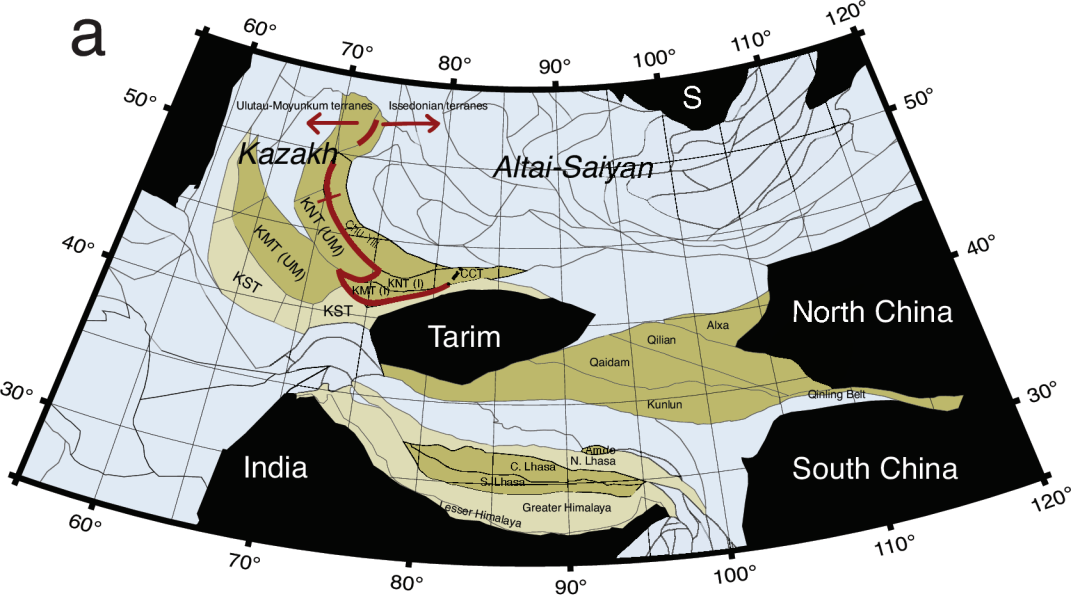 a
60°
70°
80°
90°
100°
110°
120°
S
50°
50°
Ulutau-Moyunkum terranes
Issedonian terranes
Kazakh
Altai-Saiyan
KNT (UM)
Chu-Yili
KMT (UM)
40°
40°
KST
KMT (I)
KNT (I)
CCT
KST
Tarim
North China
Alxa
Qilian
Qaidam
Kunlun
Qinling Belt
30°
30°
India
Amdo
N. Lhasa
C. Lhasa
S. Lhasa
South China
Lesser Himalaya
Greater Himalaya
60°
70°
80°
90°
100°
110°
120°